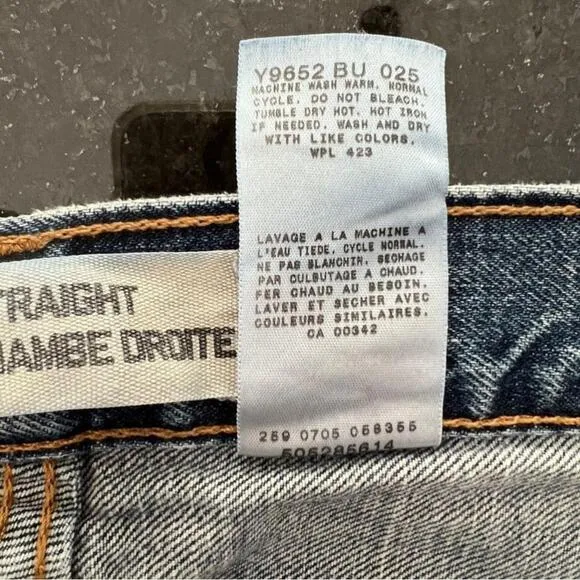 Y9652 BU 025
MACHINE WASH WARM, NORMAL
CYCLE. DO NOT BLEACH.
TUMBLE DRY HOT. HOT IRON
IF NEEDED. WASH AND DRY
WITH LIKE COLORS.
WPL 423
LAVAGE A LA MACHINE A
L'EAU TIEDE, CYCLE NORMAL.
NE PAS BLANCHIR. SECHAGE
PAR CULBUTAGE A CHAUD.
FER CHAUD AU BESOIN.
LAVER ET SECHER AVEC
COULEURS SIMILAIRES.
CA 00342
259 0705 058355
505285614
TRAIGHT
JAMBE DROITE